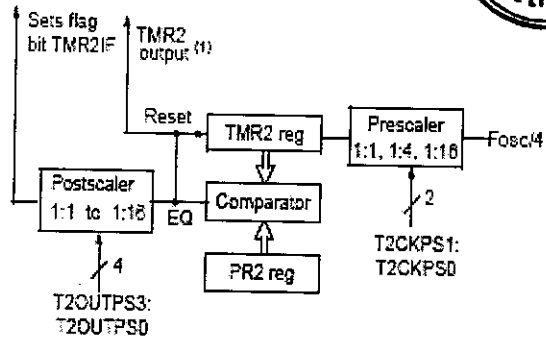 Sets flag
bit TMR2IF
TMR2
output (1)
Reset
TMR2 reg
Prescaler
1:1, 1:4, 1:16
Fosc/4
Postscaler
1:1 to 1:16
EQ
Comparator
2
T2CKPS1:
T2CKPS0
4
PR2 reg
T2OUTPS3:
T2OUTPS0